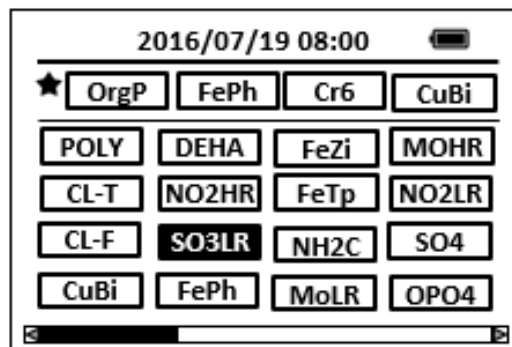 2016/07/19 08:00
OrgP FePh Cr6 CuBi
POLY DEHA FeZi MOHR
CL-T NO2HR FeTp NO2LR
CL-F SO3LR NH2C SO4
CuBi FePh MoLR OPO4